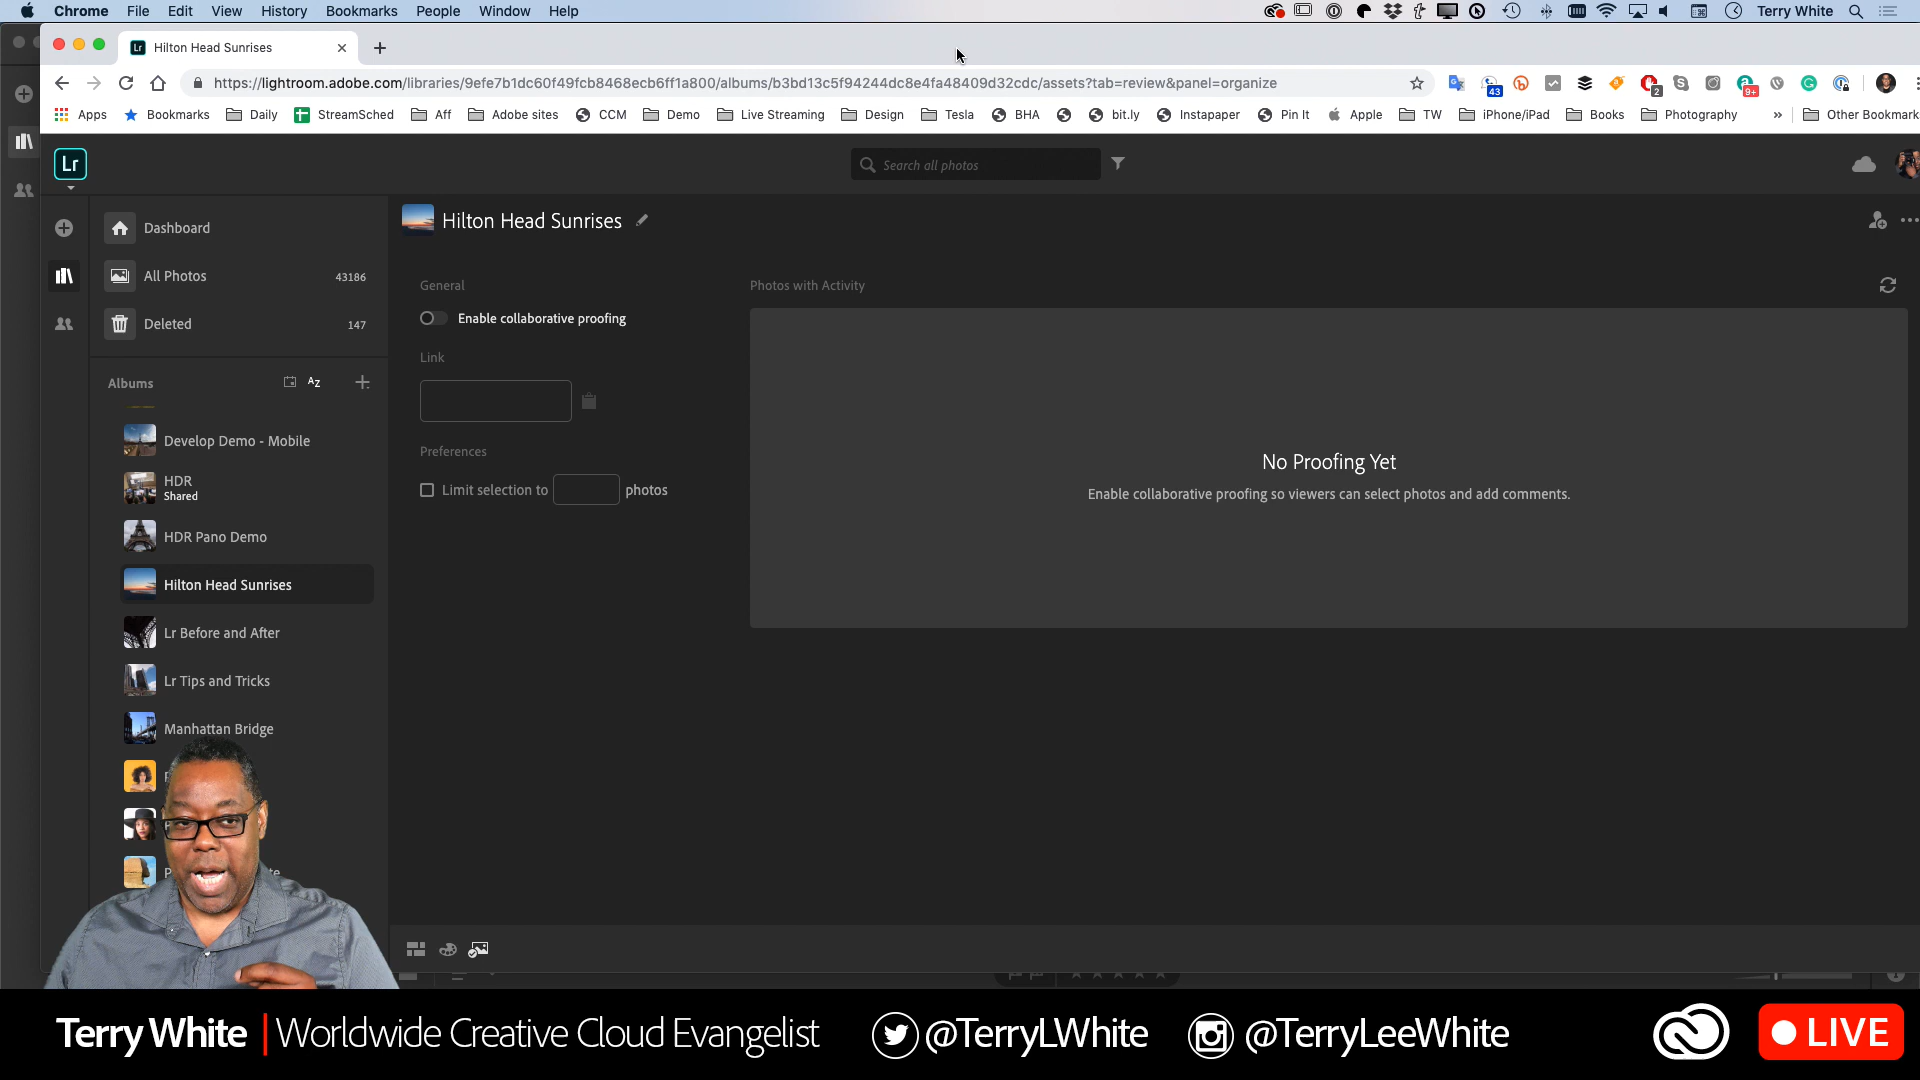 Chrome File Edit View History Bookmarks People Window Help Terry White
Hilton Head Sunrises
https://lightroom.adobe.com/libraries/9efe7b1dc60f49fcb8468ecb6ff1a800/albums/b3bd13c5f94244dc8e4fa48409d32cdc/assets?tab=review&panel=organize 43 2 9+
Apps Bookmarks Daily StreamSched Aff Adobe sites CCM Demo Live Streaming Design Tesla BHA bit.ly Instapaper Pin It Apple TW iPhone/iPad Books Photography » Other Bookmark
Lr Search all photos
Dashboard
All Photos 43186
Deleted 147
Albums AZ
Develop Demo - Mobile
HDR
Shared
HDR Pano Demo
Hilton Head Sunrises
Lr Before and After
Lr Tips and Tricks
Manhattan Bridge
Hilton Head Sunrises
General
Enable collaborative proofing
Link
Preferences
Limit selection to photos
Photos with Activity
No Proofing Yet
Enable collaborative proofing so viewers can select photos and add comments.
Terry White | Worldwide Creative Cloud Evangelist @TerryLWhite @TerryLeeWhite LIVE